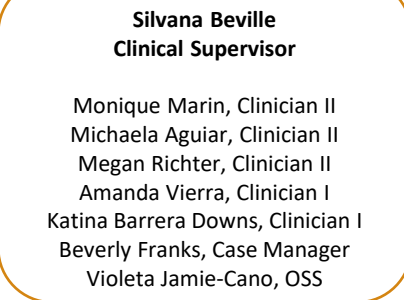 Silvana Beville
Clinical Supervisor
Monique Marin, Clinician II
Michaela Aguiar, Clinician II
Megan Richter, Clinician II
Amanda Vierra, Clinician I
Katina Barrera Downs, Clinician I
Beverly Franks, Case Manager
Violeta Jamie-Cano, OSS